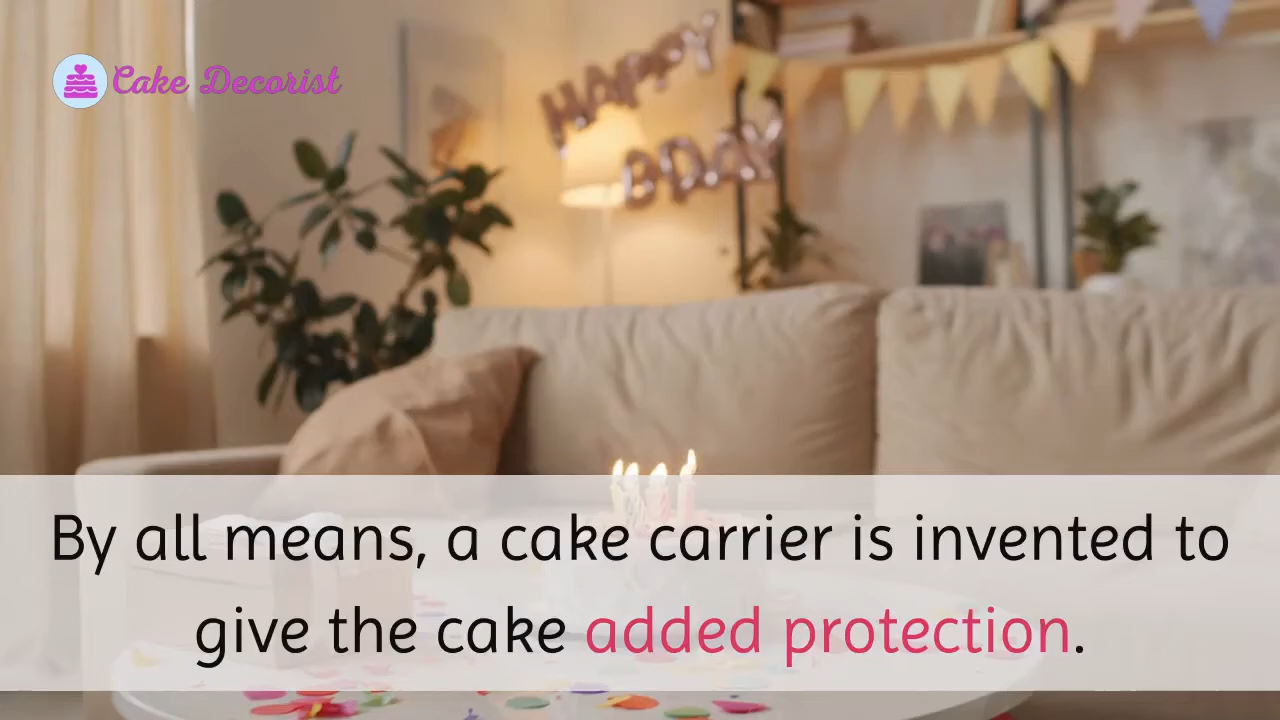 Cake Decorist
HAPPY
BDAY
By all means, a cake carrier is invented to
give the cake added protection.